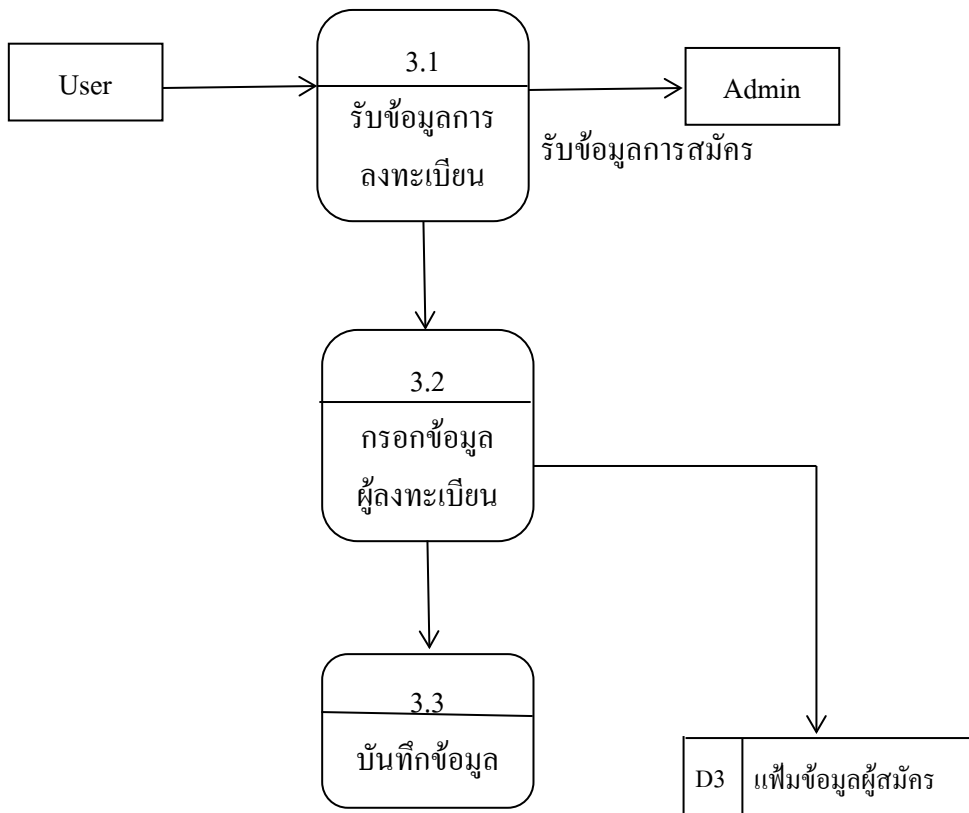 User
3.1
รับข้อมูลการ
ลงทะเบียน
Admin
รับข้อมูลการสมัคร
3.2
กรอกข้อมูล
ผู้ลงทะเบียน
3.3
บันทึกข้อมูล
D3
แฟ้มข้อมูลผู้สมัคร